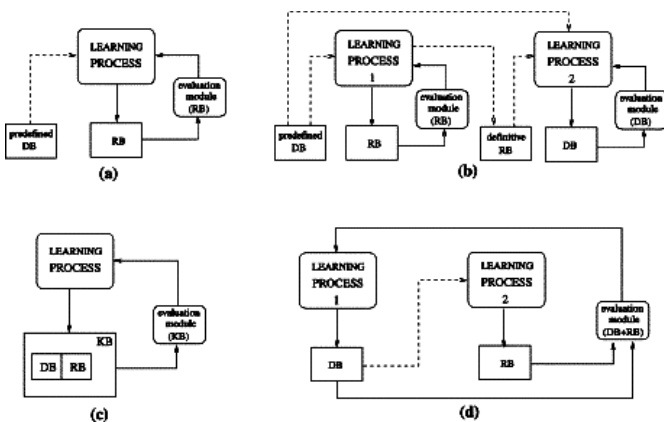 LEARNING
PROCESS
evaluation
module
(RB)
predefined
DB
RB
(a)
LEARNING
PROCESS
1
evaluation
module
(RB)
predefined
DB
RB
definitive
RB
LEARNING
PROCESS
2
evaluation
module
(DB)
DB
(b)
LEARNING
PROCESS
evaluation
module
(KB)
KB
DB RB
(c)
LEARNING
PROCESS
1
LEARNING
PROCESS
2
evaluation
module
(DB+RB)
DB
RB
(d)